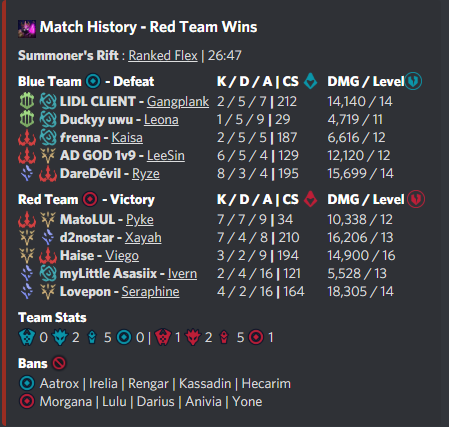 Match History - Red Team Wins
Summoner's Rift : Ranked Flex | 26:47
Blue Team - Defeat K / D / A | CS DMG / Level
LIDL CLIENT - Gangplank 2 / 5 / 7 | 212 14,140 / 14
Duckyy uwu - Leona 1 / 5 / 9 | 29 4,719 / 11
frenna - Kaisa 2 / 5 / 5 | 187 6,616 / 12
AD GOD 1v9 - LeeSin 6 / 5 / 4 | 129 12,120 / 12
DareDévil - Ryze 8 / 3 / 4 | 195 15,699 / 14
Red Team - Victory K / D / A | CS DMG / Level
MatoLUL - Pyke 7 / 7 / 9 | 34 10,338 / 12
d2nostar - Xayah 7 / 4 / 8 | 210 16,206 / 13
Haise - Viego 3 / 2 / 9 | 194 14,900 / 16
myLittle Asasiix - Ivern 2 / 4 / 16 | 121 5,528 / 13
Lovepon - Seraphine 4 / 2 / 16 | 164 18,305 / 14
Team Stats
0 2 5 0 | 1 2 5 1
Bans
Aatrox | Irelia | Rengar | Kassadin | Hecarim
Morgana | Lulu | Darius | Anivia | Yone